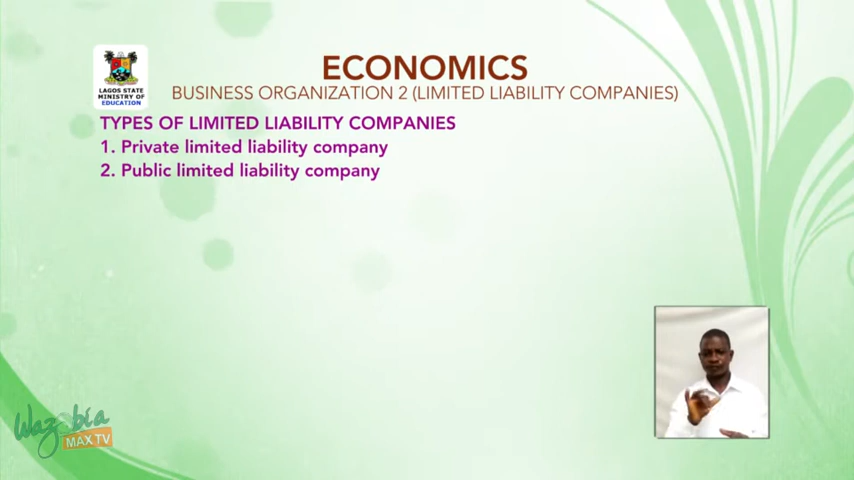 LAGOS STATE
MINISTRY OF
EDUCATION
ECONOMICS
BUSINESS ORGANIZATION 2 (LIMITED LIABILITY COMPANIES)
TYPES OF LIMITED LIABILITY COMPANIES
1. Private limited liability company
2. Public limited liability company
Wazobia
MAX TV